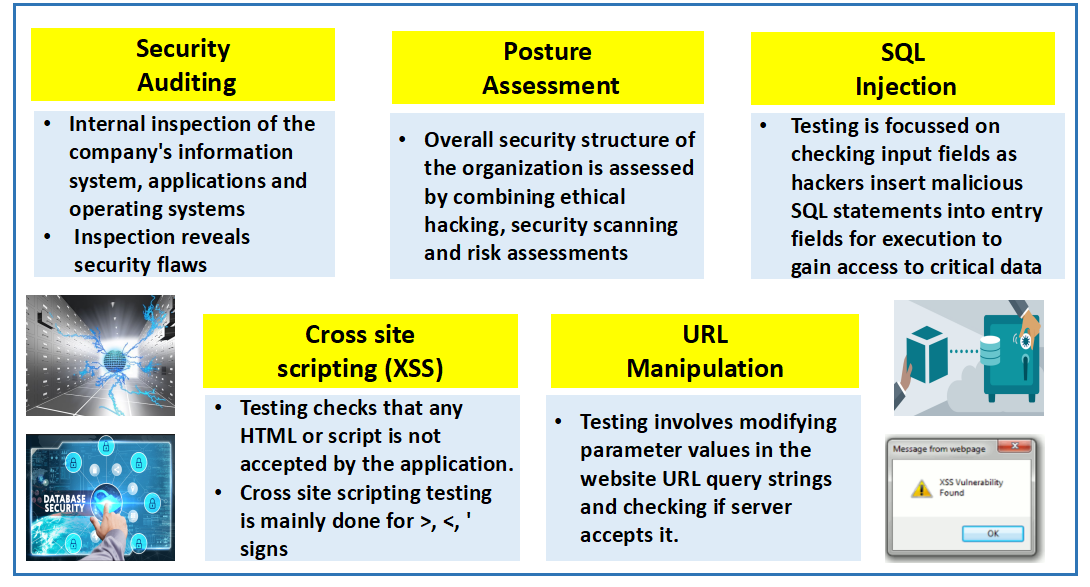 Security
Auditing
• Internal inspection of the
company's information
system, applications and
operating systems
• Inspection reveals
security flaws
Posture
Assessment
• Overall security structure of
the organization is assessed
by combining ethical
hacking, security scanning
and risk assessments
SQL
Injection
• Testing is focussed on
checking input fields as
hackers insert malicious
SQL statements into entry
fields for execution to
gain access to critical data
Cross site
scripting (XSS)
• Testing checks that any
HTML or script is not
accepted by the application.
• Cross site scripting testing
is mainly done for >, <, '
signs
URL
Manipulation
• Testing involves modifying
parameter values in the
website URL query strings
and checking if server
accepts it.
DATABASE
SECURITY
Message from webpage
XSS Vulnerability
Found
OK